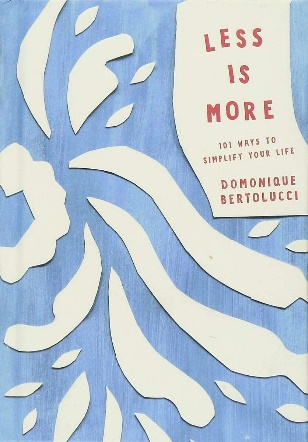 LESS
IS
MORE
101 WAYS TO
SIMPLIFY YOUR LIFE
DOMONIQUE
BERTOLUCCI